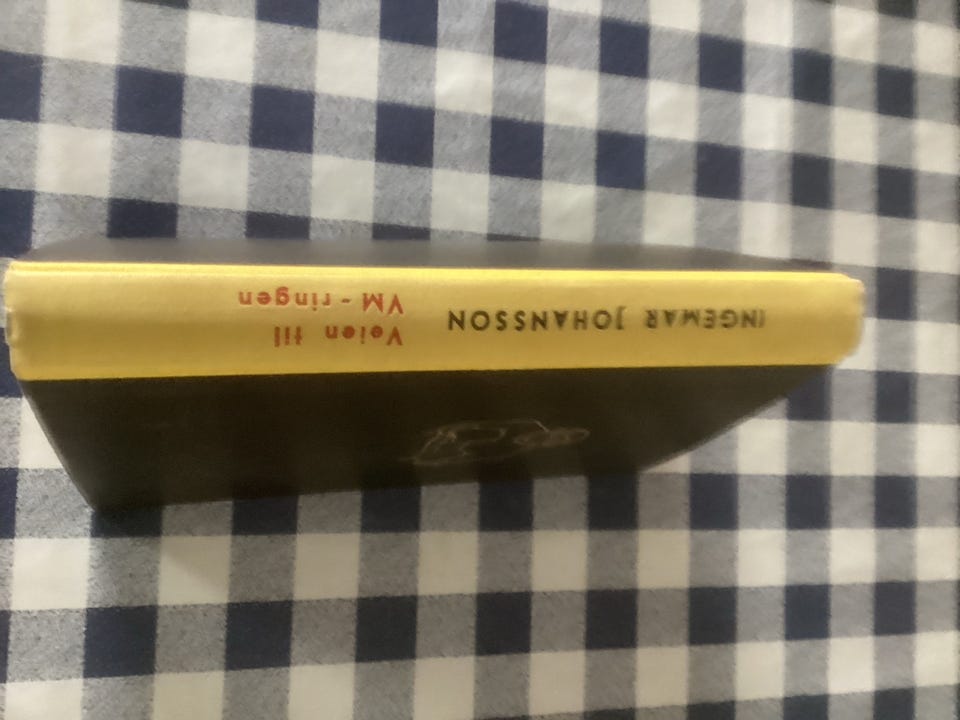 INGEMAR JOHANSSON
Veien til
VM - ringen